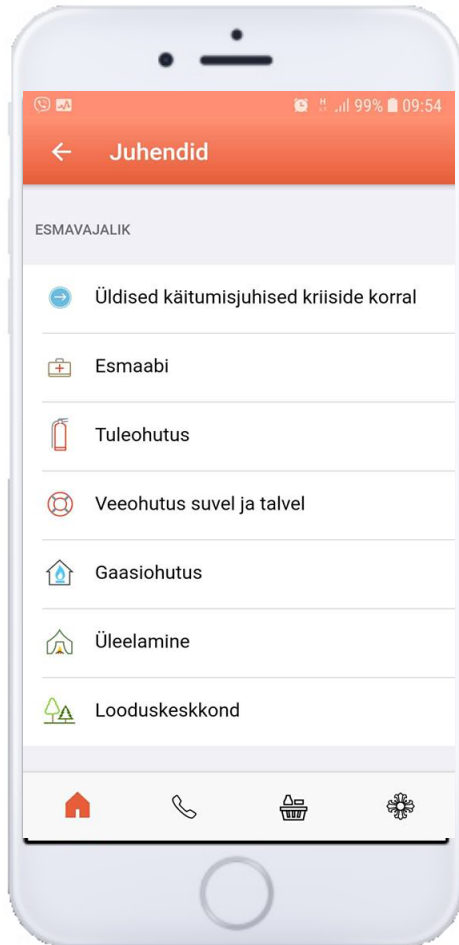 99% 09:54
Juhendid
ESMAVAJALIK
Üldised käitumisjuhised kriiside korral
Esmaabi
Tuleohutus
Veeohutus suvel ja talvel
Gaasiohutus
Üleelamine
Looduskeskkond